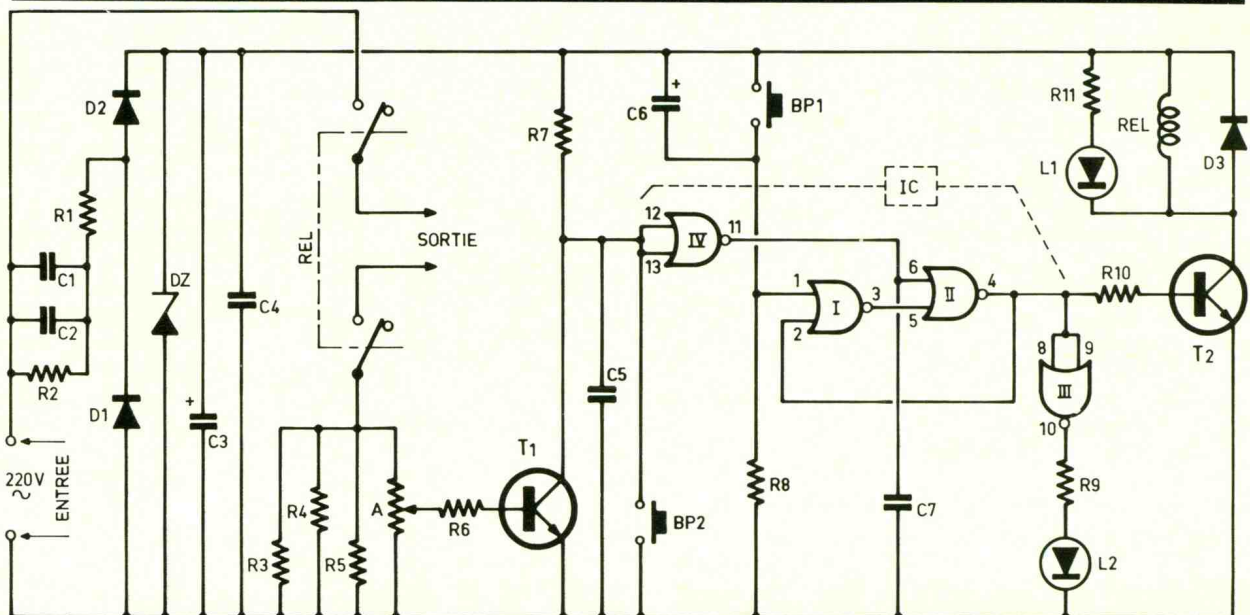 D2
R1
C1
C2
R2
D1
220V
~
ENTREE
DZ
+
C3
C4
REL
SORTIE
R3
R4
R5
A
R6
T1
R7
C5
BP2
+
C6
BP1
12
13
IV
11
IC
1
2
I
3
6
5
II
4
R8
C7
R10
8
9
III
10
R9
L2
R11
L1
REL
D3
T2